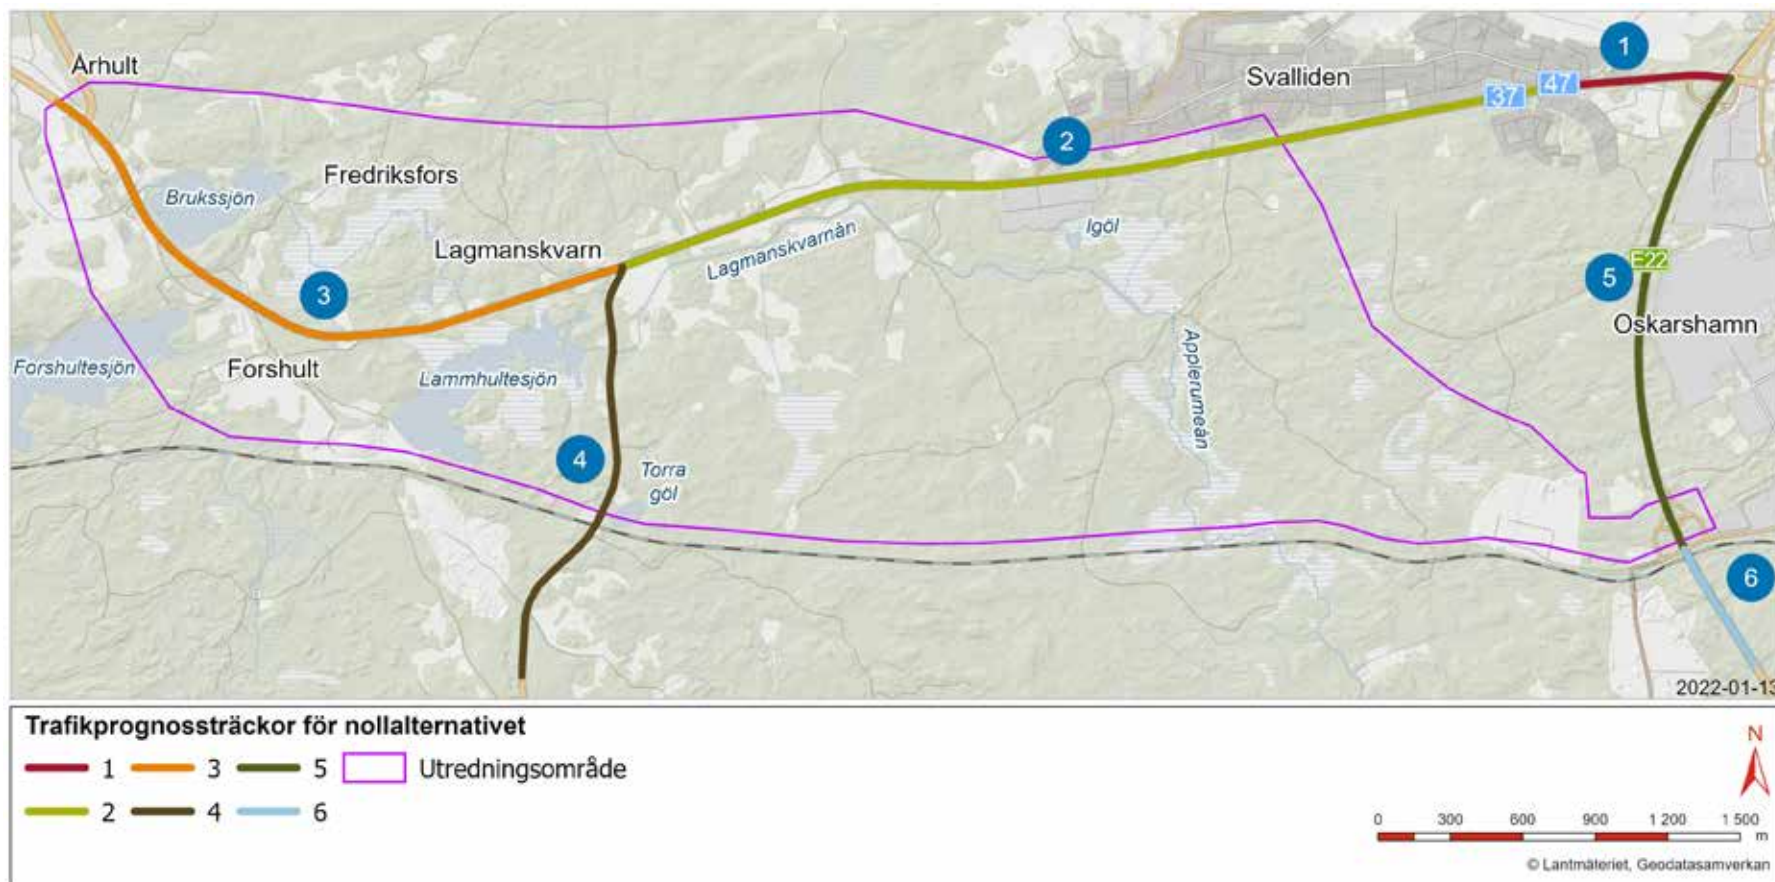 Århult
1
Svalliden
47
37
2
Fredriksfors
Brukssjön
Igöl
Lagmanskvarn
Lagmanskvarnån
E22
5
3
Oskarshamn
Forshultesjön
Forshult
Lammhultesjön
Applerumeån
4
Torra
göl
6
2022-01-13
Trafikprognossträckor för nollalternativet
1 3 5 Utredningsområde
2 4 6
N
0 300 600 900 1 200 1 500
m
© Lantmäteriet, Geodatasamverkan